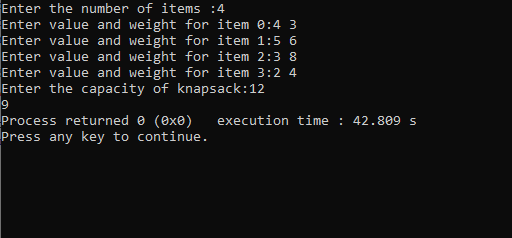 Enter the number of items :4
Enter value and weight for item 0:4 3
Enter value and weight for item 1:5 6
Enter value and weight for item 2:3 8
Enter value and weight for item 3:2 4
Enter the capacity of knapsack:12
9
Process returned 0 (0x0)   execution time : 42.809 s
Press any key to continue.